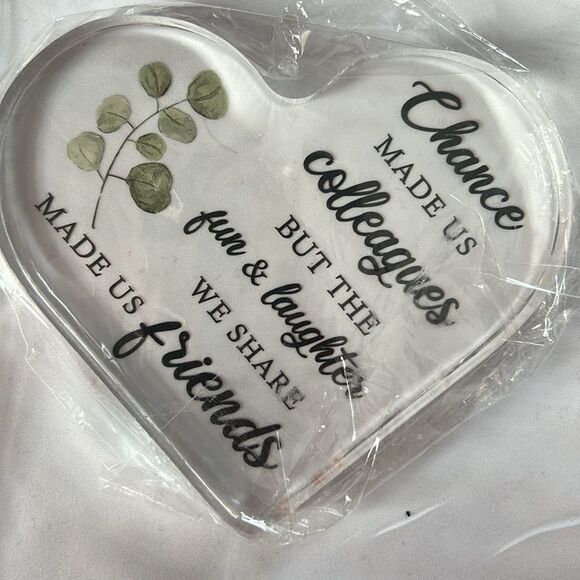 Chance
MADE US
colleagues
BUT THE
fun & laughter
WE SHARE
MADE US
friends